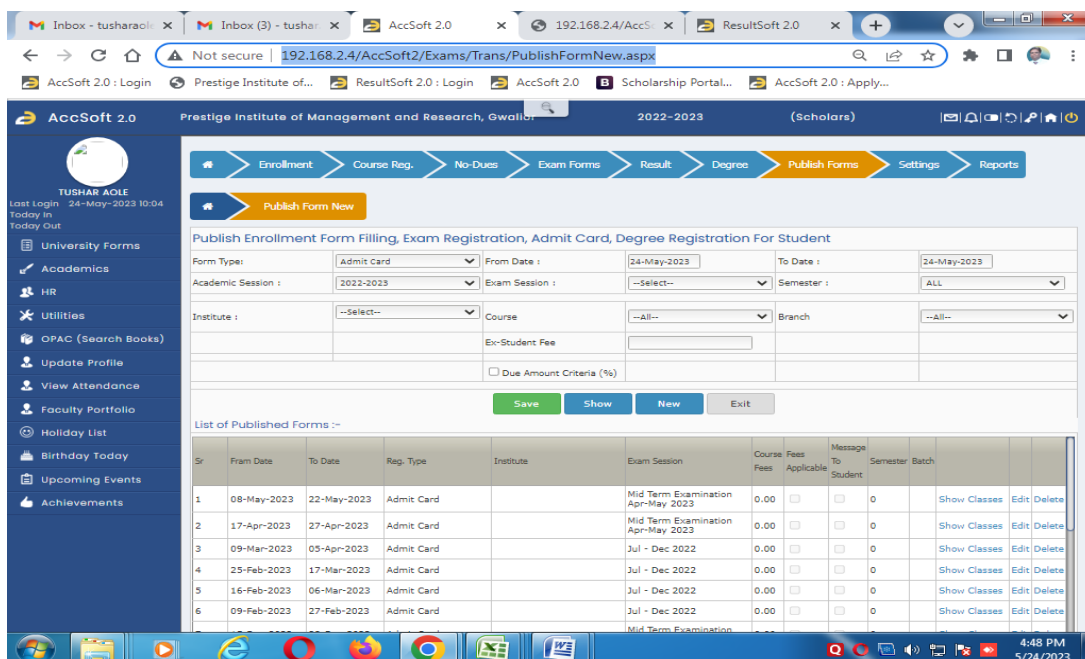 Inbox - tusharaole
Inbox (3) - tushar
AccSoft 2.0
192.168.2.4/AccSo
ResultSoft 2.0
Not secure | 192.168.2.4/AccSoft2/Exams/Trans/PublishFormNew.aspx
AccSoft 2.0 : Login
Prestige Institute of...
ResultSoft 2.0 : Login
AccSoft 2.0
Scholarship Portal...
AccSoft 2.0 : Apply...
AccSoft 2.0
Prestige Institute of Management and Research, Gwalior
2022-2023
(Scholars)
TUSHAR AOLE
Last Login 24-May-2023 10:04
Today In
Today Out
University Forms
Academics
HR
Utilities
OPAC (Search Books)
Update Profile
View Attendance
Faculty Portfolio
Holiday List
Birthday Today
Upcoming Events
Achievements
Enrollment
Course Reg.
No-Dues
Exam Forms
Result
Degree
Publish Forms
Settings
Reports
Publish Form New
Publish Enrollment Form Filling, Exam Registration, Admit Card, Degree Registration For Student
Form Type: Admit Card From Date : 24-May-2023 To Date : 24-May-2023
Academic Session : 2022-2023 Exam Session : --Select-- Semester : ALL
Institute : --Select-- Course --All-- Branch --All--
Ex-Student Fee
Due Amount Criteria (%)
Save Show New Exit
List of Published Forms :-
Sr Fram Date To Date Reg. Type Institute Exam Session Course Fees Fees Applicable Message To Student Semester Batch
1 08-May-2023 22-May-2023 Admit Card Mid Term Examination Apr-May 2023 0.00 0 Show Classes Edit Delete
2 17-Apr-2023 27-Apr-2023 Admit Card Mid Term Examination Apr-May 2023 0.00 0 Show Classes Edit Delete
3 09-Mar-2023 05-Apr-2023 Admit Card Jul - Dec 2022 0.00 0 Show Classes Edit Delete
4 25-Feb-2023 17-Mar-2023 Admit Card Jul - Dec 2022 0.00 0 Show Classes Edit Delete
5 16-Feb-2023 06-Mar-2023 Admit Card Jul - Dec 2022 0.00 0 Show Classes Edit Delete
6 09-Feb-2023 27-Feb-2023 Admit Card Jul - Dec 2022 0.00 0 Show Classes Edit Delete
Mid Term Examination
4:48 PM
5/24/2023